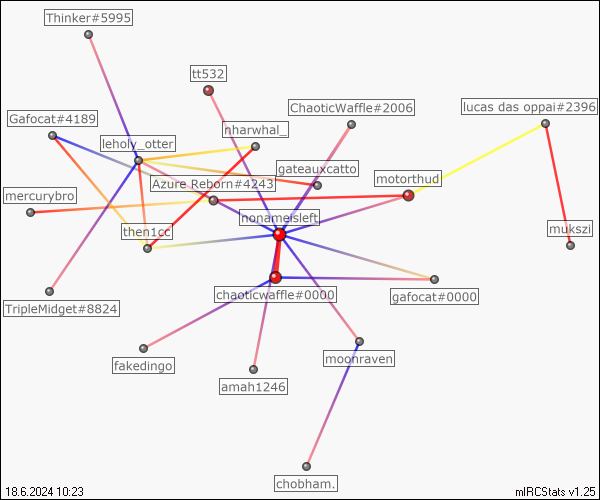 Thinker#5995
tt532
ChaoticWaffle#2006
lucas das oppai#2396
Gafocat#4189
nharwhal_
leholy_otter
gateauxcatto
motorthud
Azure Reborn#4243
mercurybro
nonameisleft
then1cc
mukszi
chaoticwaffle#0000
gafocat#0000
TripleMidget#8824
fakedingo
moonraven
amah1246
chobham.
18.6.2024 10:23
mIRCStats v1.25